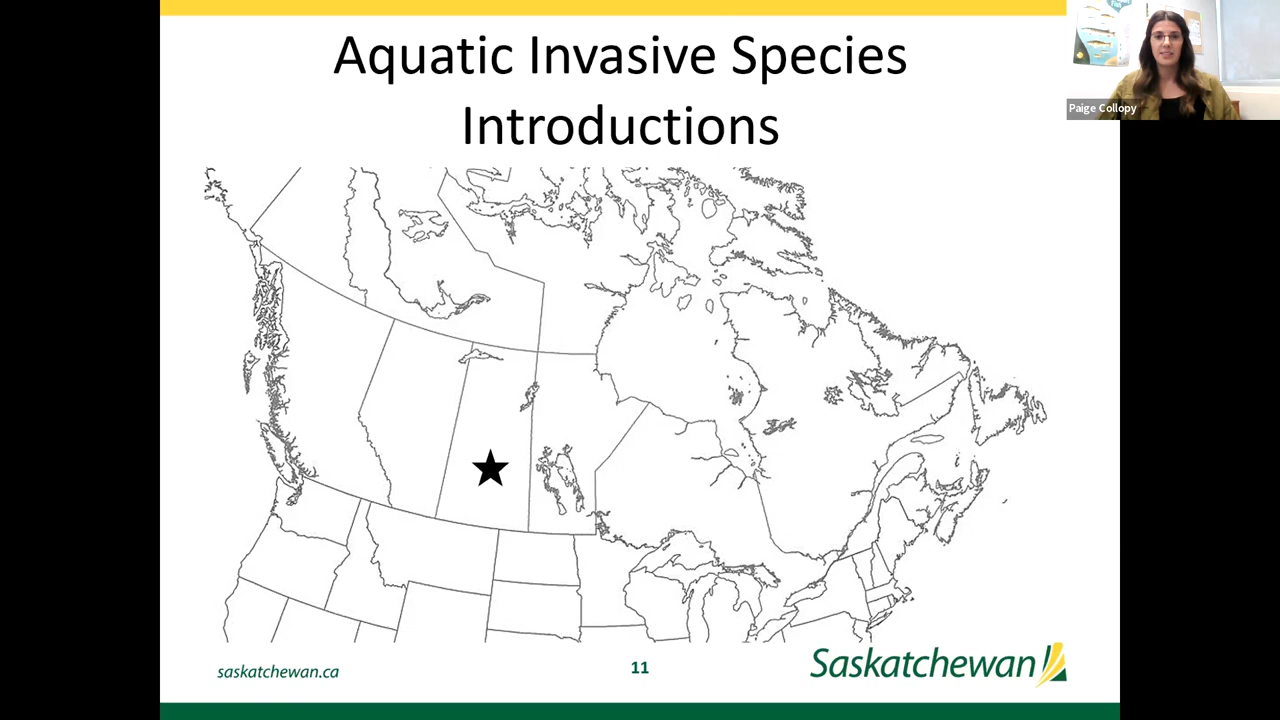 Aquatic Invasive Species
Introductions
Paige Collopy
saskatchewan.ca
11
Saskatchewan